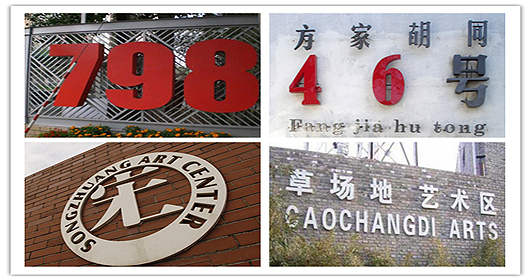 798
方家胡同
46号
Fang jia hu tong
SONGZHUANG ART CENTER
草场地 艺术区
CAOCHANGDI ARTS